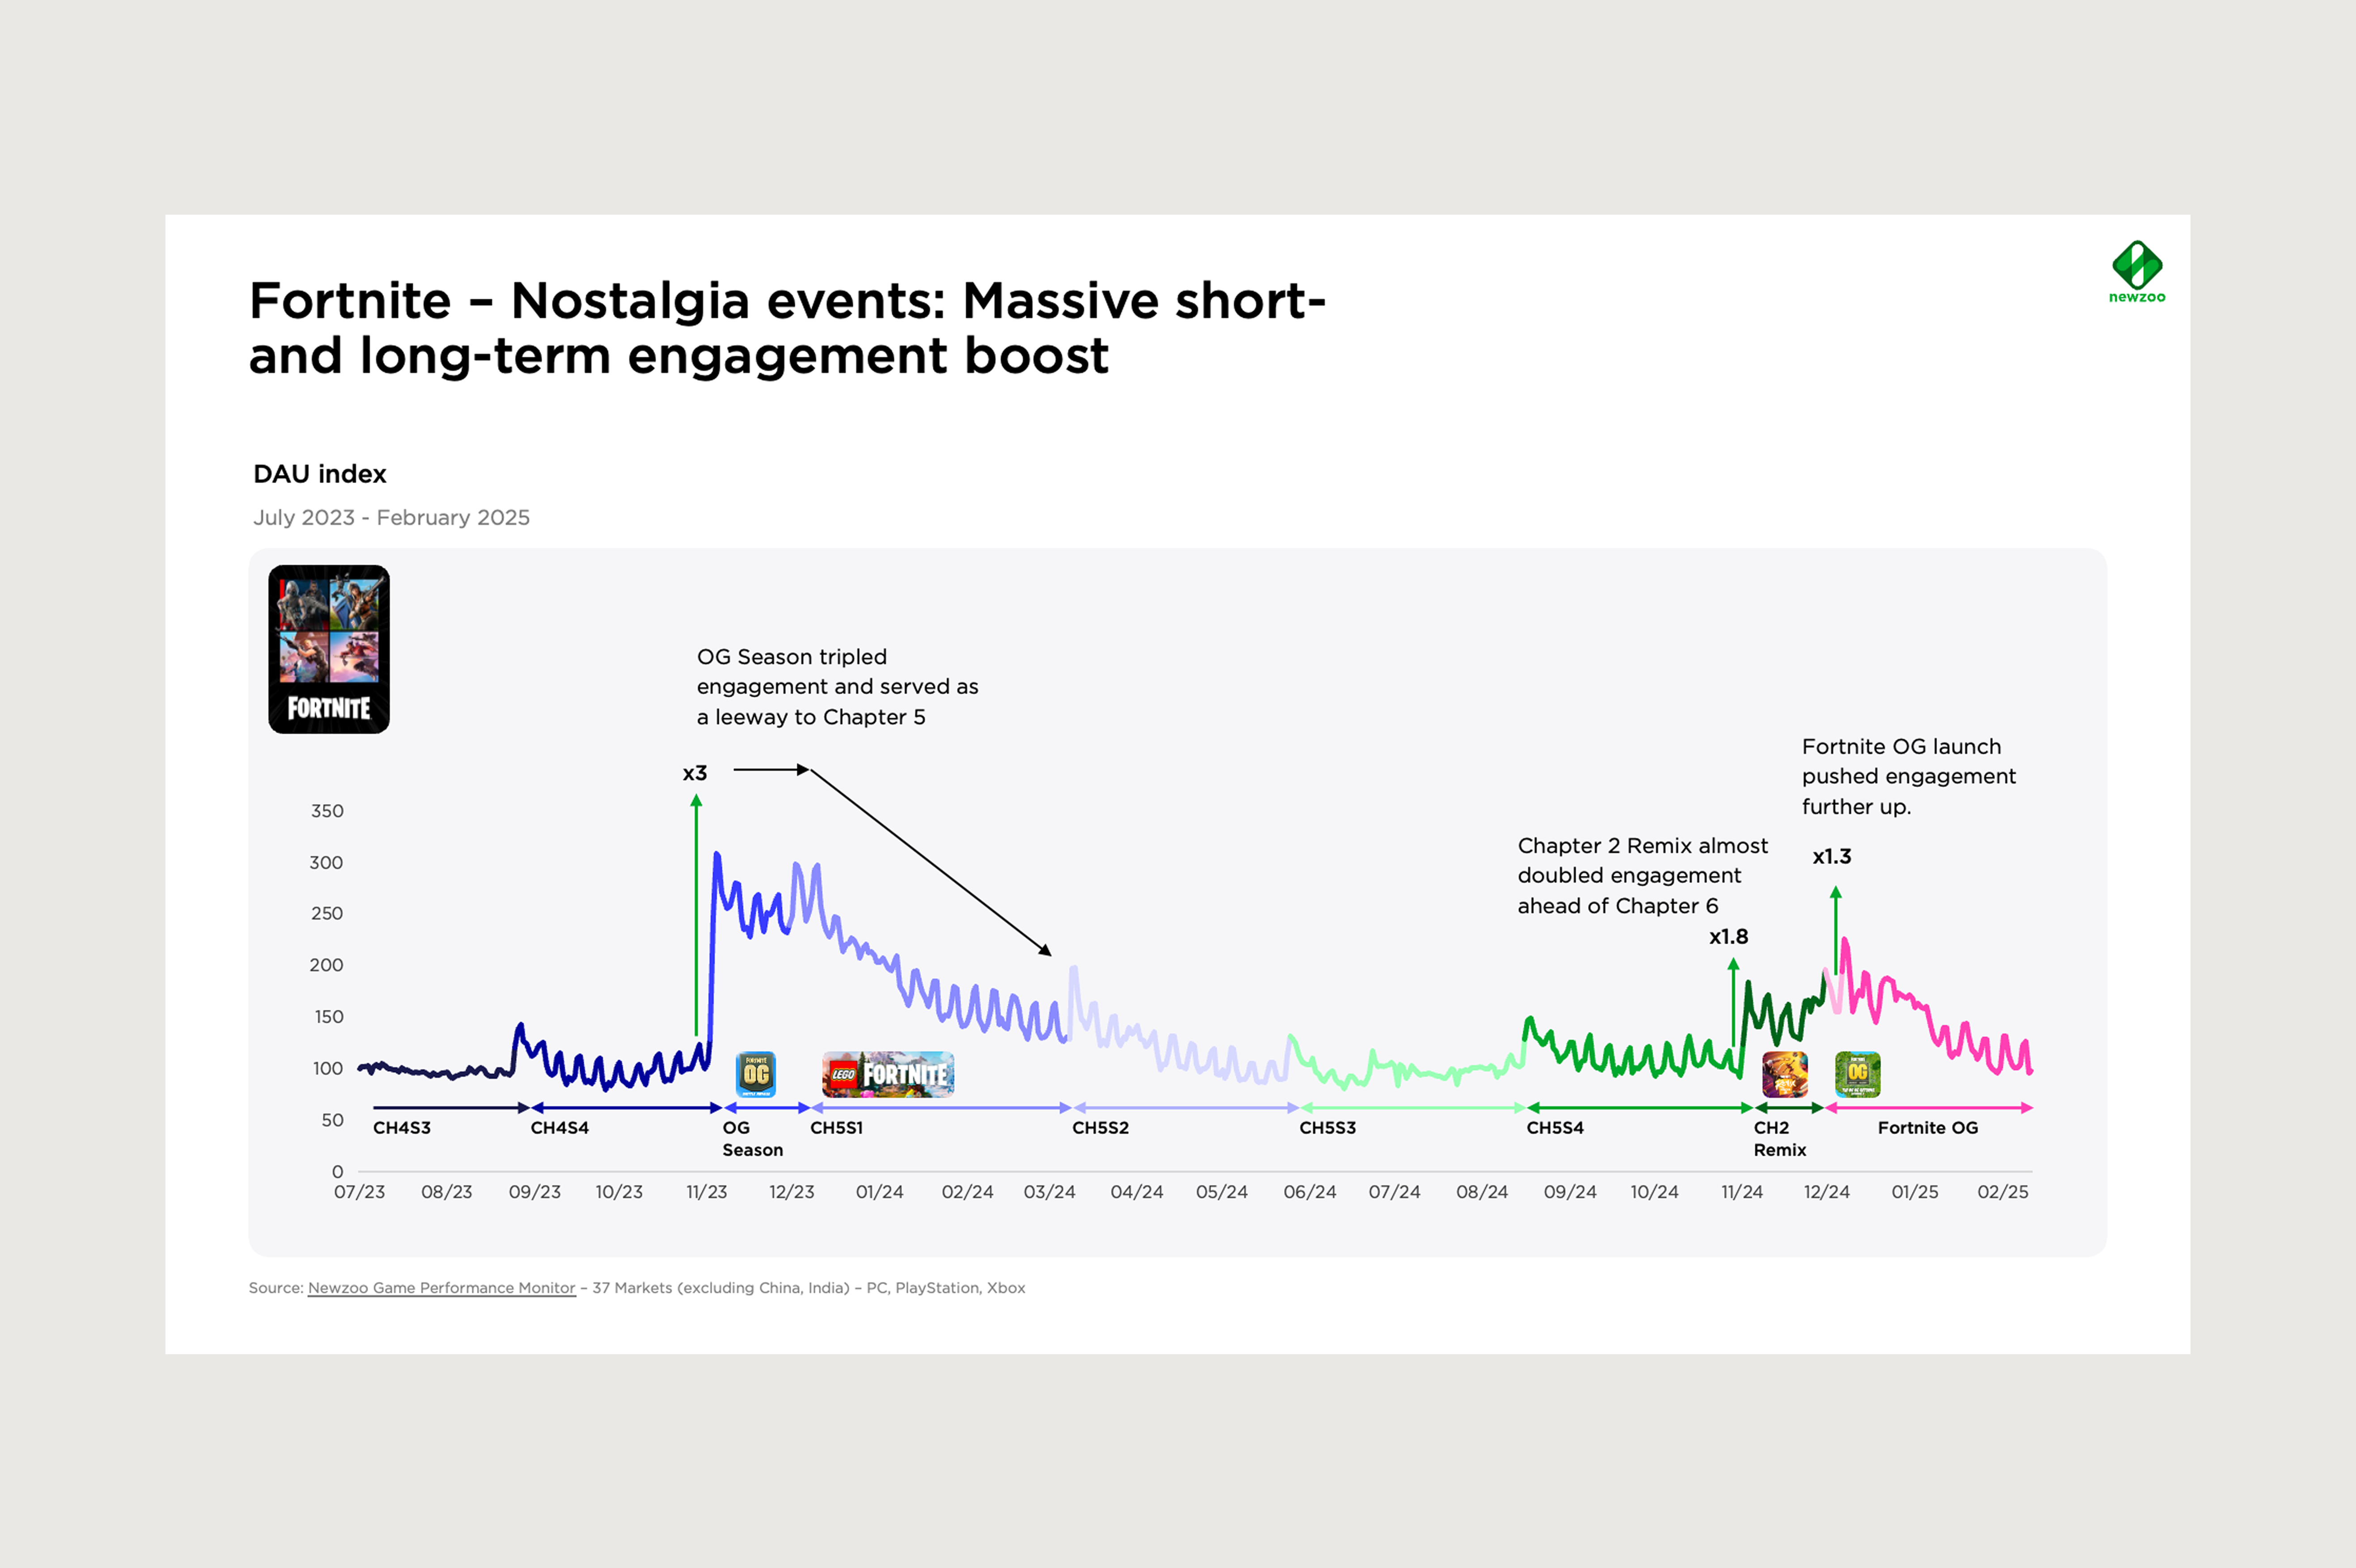 newzoo
Fortnite – Nostalgia events: Massive short-
and long-term engagement boost
DAU index
July 2023 - February 2025
FORTNITE
OG Season tripled
engagement and served as
a leeway to Chapter 5
x3
Fortnite OG launch
pushed engagement
further up.
x1.3
Chapter 2 Remix almost
doubled engagement
ahead of Chapter 6
x1.8
350
300
250
200
150
100
50
0
FORTNITE
OG
LEGO FORTNITE
OG
CH4S3
CH4S4
OG
Season
CH5S1
CH5S2
CH5S3
CH5S4
CH2
Remix
Fortnite OG
07/23 08/23 09/23 10/23 11/23 12/23 01/24 02/24 03/24 04/24 05/24 06/24 07/24 08/24 09/24 10/24 11/24 12/24 01/25 02/25
Source: Newzoo Game Performance Monitor – 37 Markets (excluding China, India) – PC, PlayStation, Xbox